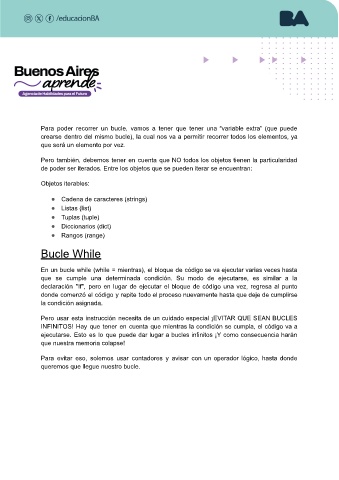 /educacionBA
BA
Buenos Aires
aprende
Agencia de Habilidades para el Futuro
Para poder recorrer un bucle, vamos a tener que tener una "variable extra" (que puede
crearse dentro del mismo bucle), la cual nos va a permitir recorrer todos los elementos, ya
que será un elemento por vez.
Pero también, debemos tener en cuenta que NO todos los objetos tienen la particularidad
de poder ser iterados. Entre los objetos que se pueden iterar se encuentran:
Objetos iterables:
● Cadena de caracteres (strings)
● Listas (list)
● Tuplas (tuple)
● Diccionarios (dict)
● Rangos (range)
Bucle While
En un bucle while (while = mientras), el bloque de código se va ejecutar varias veces hasta
que se cumple una determinada condición. Su modo de ejecutarse, es similar a la
declaración "if", pero en lugar de ejecutar el bloque de código una vez, regresa al punto
donde comenzó el código y repite todo el proceso nuevamente hasta que deje de cumplirse
la condición asignada.
Pero usar esta instrucción necesita de un cuidado especial ¡EVITAR QUE SEAN BUCLES
INFINITOS! Hay que tener en cuenta que mientras la condición se cumpla, el código va a
ejecutarse. Esto es lo que puede dar lugar a bucles infinitos ¡Y como consecuencia harán
que nuestra memoria colapse!
Para evitar eso, solemos usar contadores y avisar con un operador lógico, hasta donde
queremos que llegue nuestro bucle.